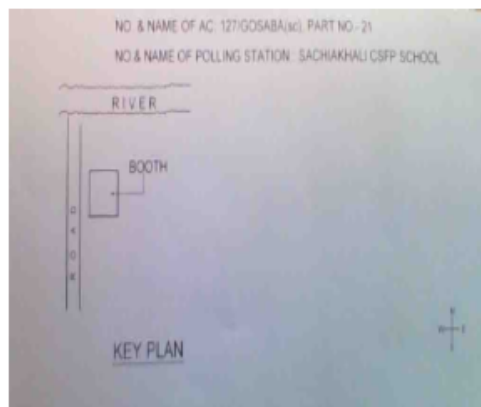 NO. & NAME OF AC. 127/GOSABA(sc). PART NO.- 21
NO & NAME OF POLLING STATION : SACHIAKHALI CSFP SCHOOL
RIVER
BOOTH
ROAD
KEY PLAN
N
W E
S